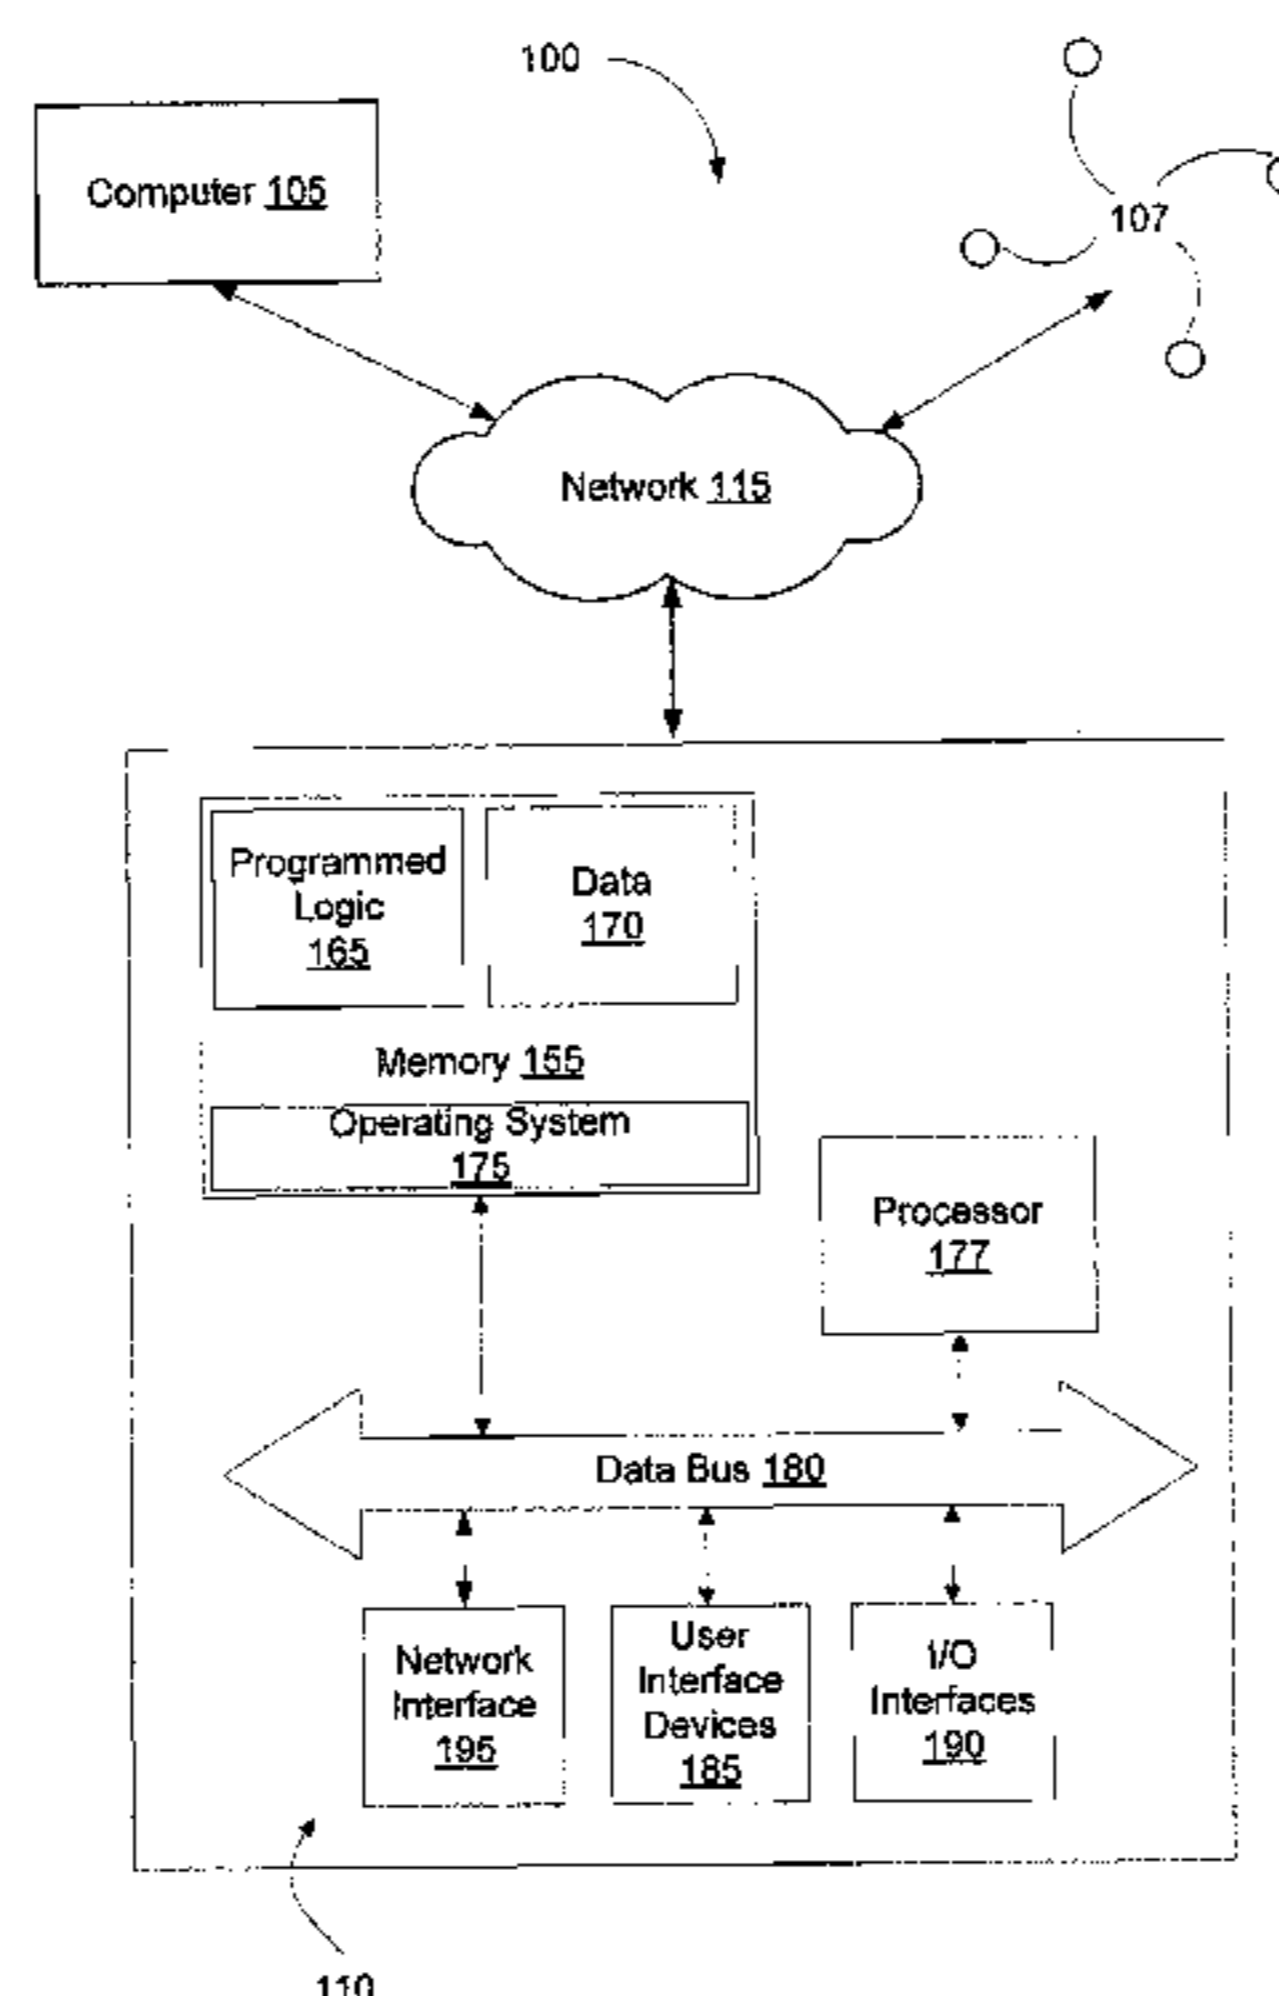 100
Computer 105
107
Network 115
Programmed
Logic
165
Data
170
Memory 155
Operating System
175
Processor
177
Data Bus 180
Network
Interface
195
User
Interface
Devices
185
I/O
Interfaces
190
110